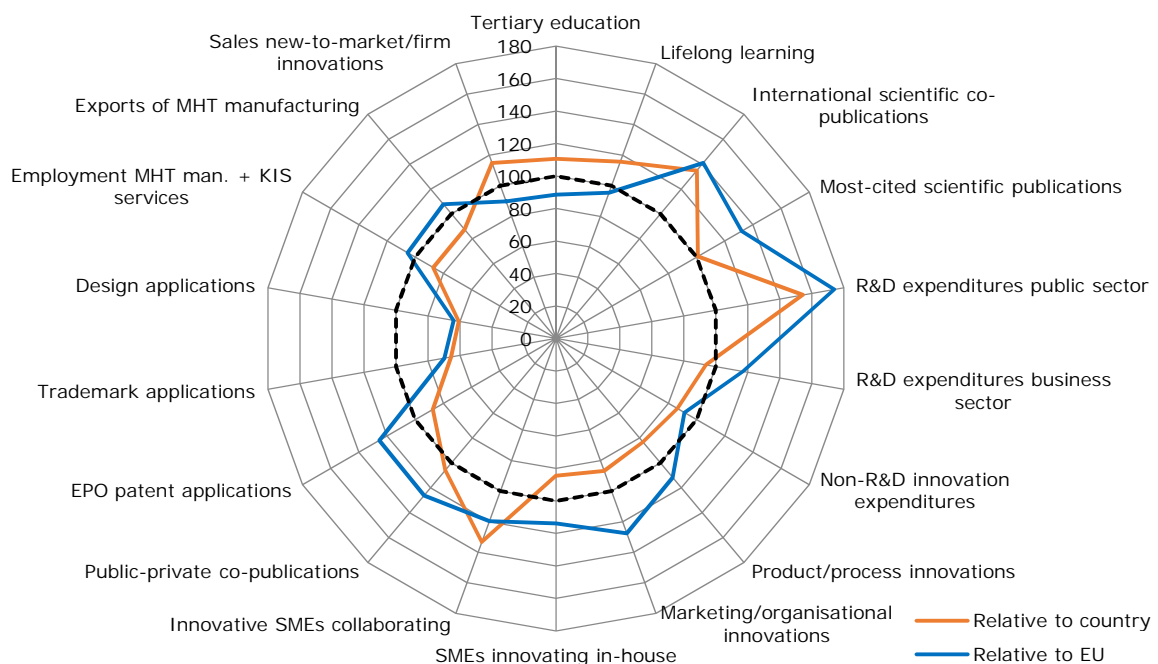 Tertiary education
Lifelong learning
International scientific co-
publications
Most-cited scientific publications
R&D expenditures public sector
R&D expenditures business
sector
Non-R&D innovation
expenditures
Product/process innovations
Marketing/organisational
innovations
SMEs innovating in-house
Innovative SMEs collaborating
Public-private co-publications
EPO patent applications
Trademark applications
Design applications
Employment MHT man. + KIS
services
Exports of MHT manufacturing
Sales new-to-market/firm
innovations
180
160
140
120
100
80
60
40
20
0
Relative to country
Relative to EU